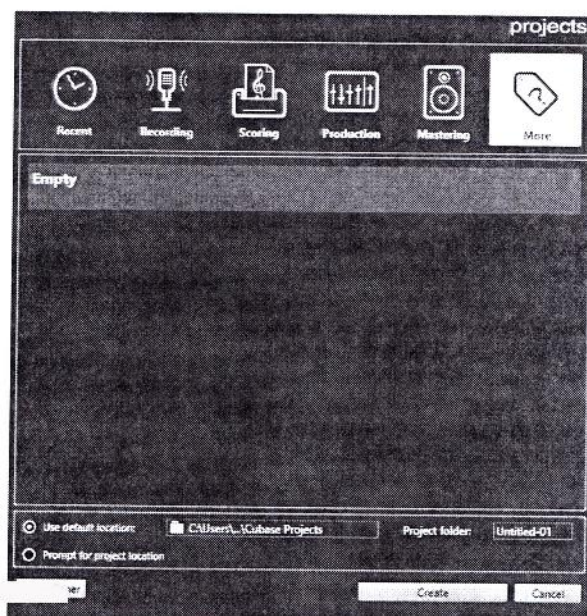 projects
Recent Recording Scoring Production Mastering More
Empty
Use default location: C:\Users\...\Cubase Projects Project folder: Untitled-01
Prompt for project location
Create Cancel